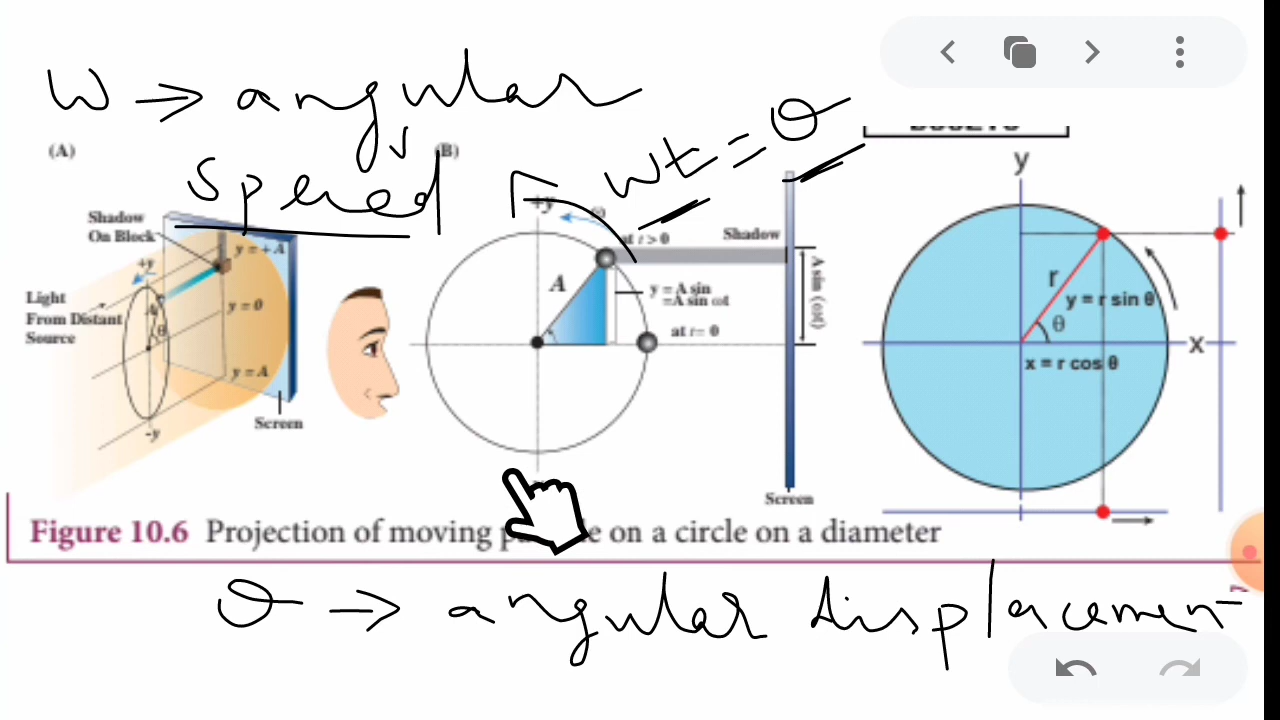 ω → angular
speed
ωt = θ
(A)
(B)
Shadow
On Block
y = +A
+y
Light
From Distant
Source
A
θ
y = 0
y = A
-y
Screen
+y
at t > 0
Shadow
A
y = A sin
=A sin ωt
at t= 0
A sin (ωt)
Screen
y
r
y = r sin θ
θ
x
x = r cos θ
Figure 10.6 Projection of moving p e on a circle on a diameter
θ → angular displacement